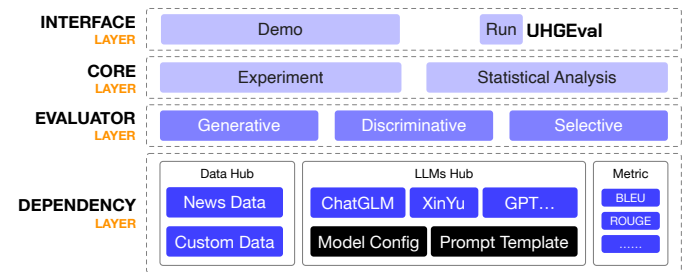 INTERFACE
LAYER
Demo
Run UHGEval
CORE
LAYER
Experiment
Statistical Analysis
EVALUATOR
LAYER
Generative
Discriminative
Selective
DEPENDENCY
LAYER
Data Hub
News Data
Custom Data
LLMs Hub
ChatGLM
XinYu
GPT...
Model Config
Prompt Template
Metric
BLEU
ROUGE
......